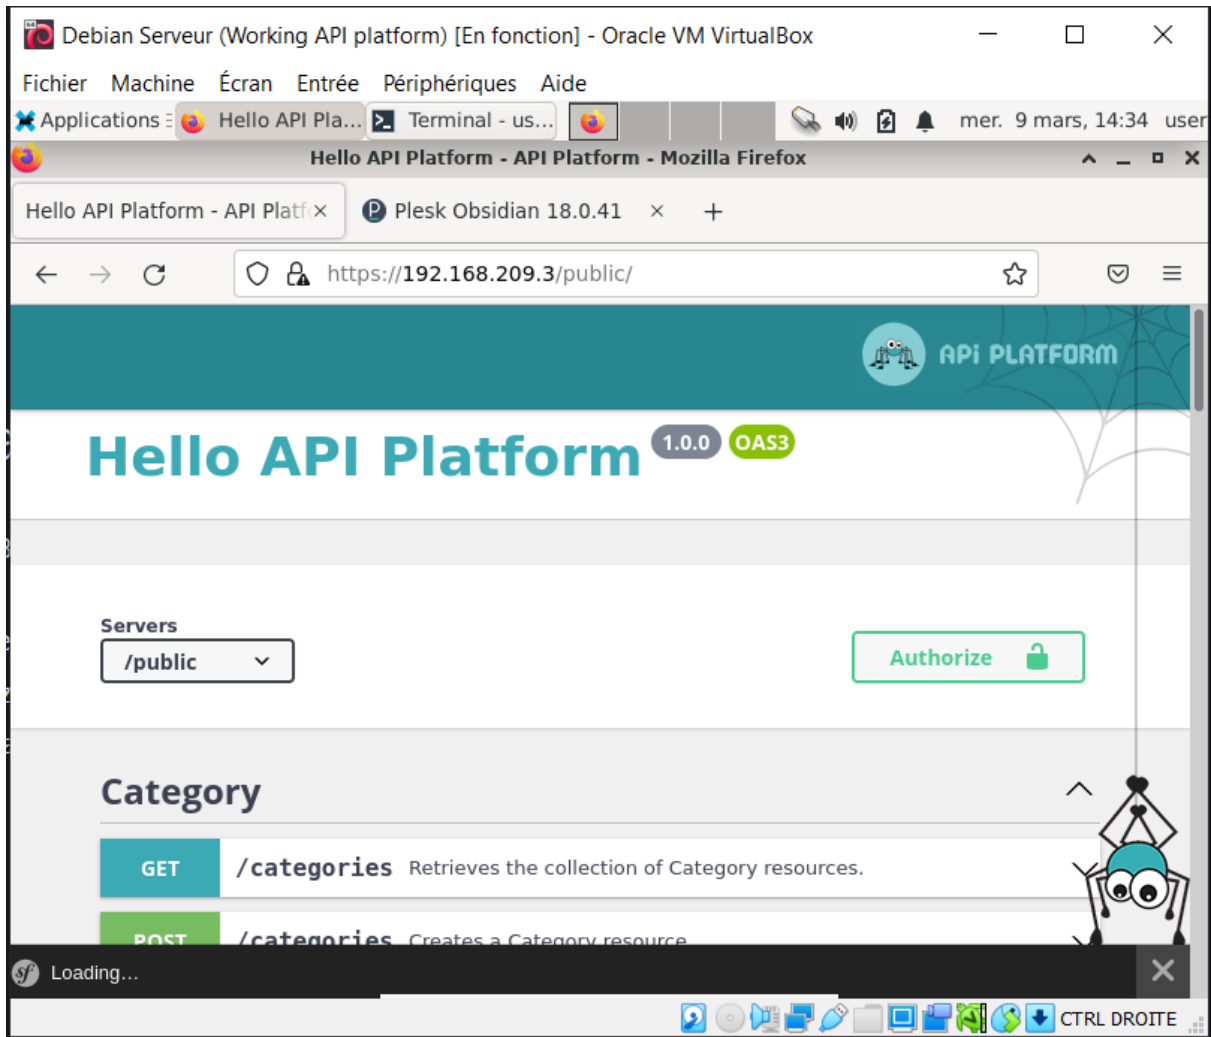 Debian Serveur (Working API platform) [En fonction] - Oracle VM VirtualBox
Fichier Machine Écran Entrée Périphériques Aide
Applications Hello API Pla... Terminal - us... mer. 9 mars, 14:34 user
Hello API Platform - API Platform - Mozilla Firefox
Hello API Platform - API Platf Plesk Obsidian 18.0.41
https://192.168.209.3/public/
API PLATFORM
Hello API Platform 1.0.0 OAS3
Servers
/public
Authorize
Category
GET /categories Retrieves the collection of Category resources.
POST /categories Creates a Category resource
sf Loading...
CTRL DROITE